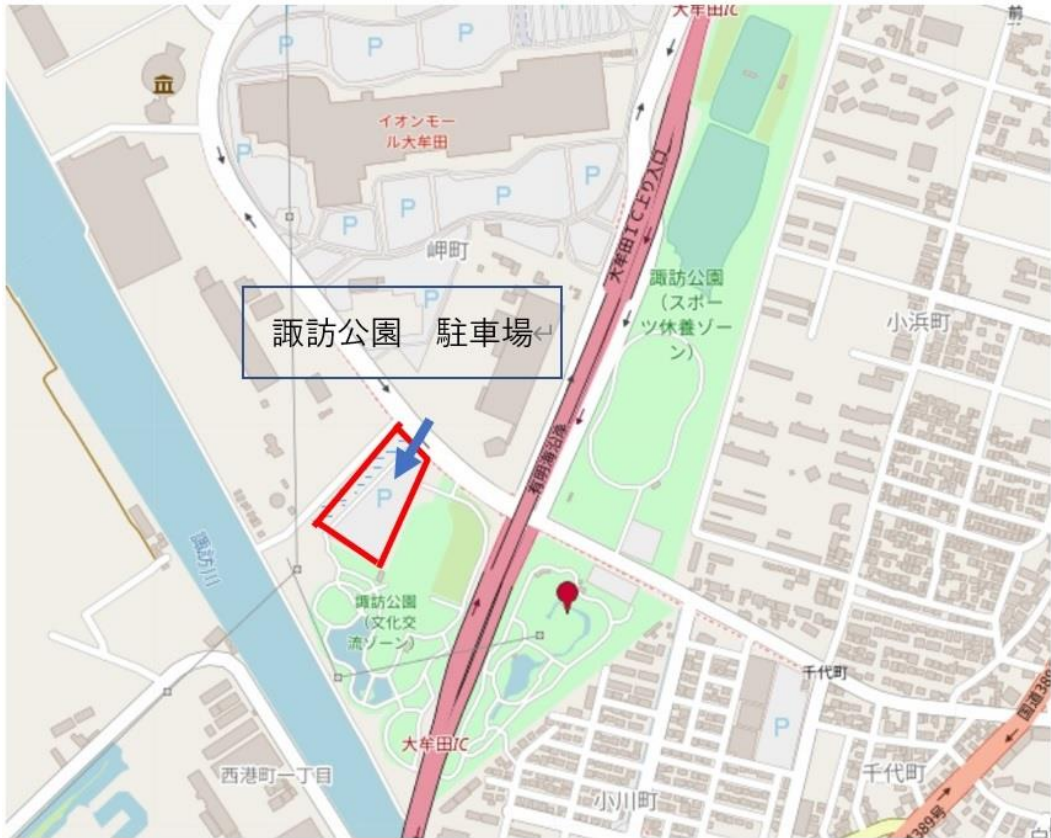 大牟田IC
前
P
P
P
イオンモー
ル大牟田
P
P
P
P
P
大牟田IC上り入口
岬町
諏訪公園
(スポー
ツ休養ゾー
ン)
P
小浜町
諏訪公園 駐車場↵
有明海沿道
P
諏訪川
諏訪公園
(文化交
流ゾーン)
千代町
国道389
P
大牟田IC
西港町一丁目
千代町
小川町
389号